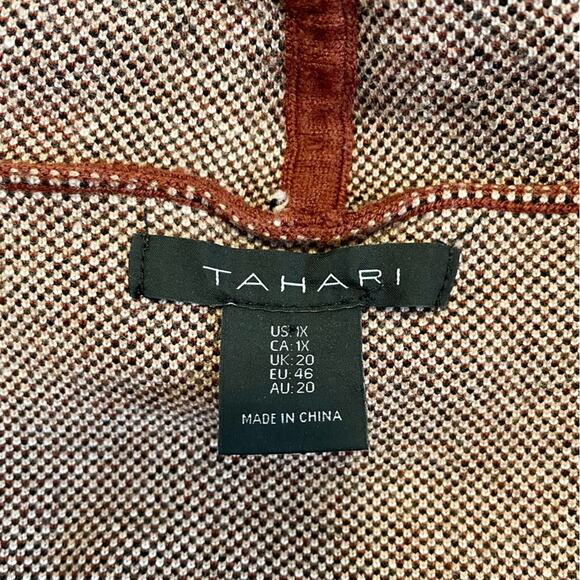 TAHARI
US: 1X
CA: 1X
UK: 20
EU: 46
AU: 20
MADE IN CHINA